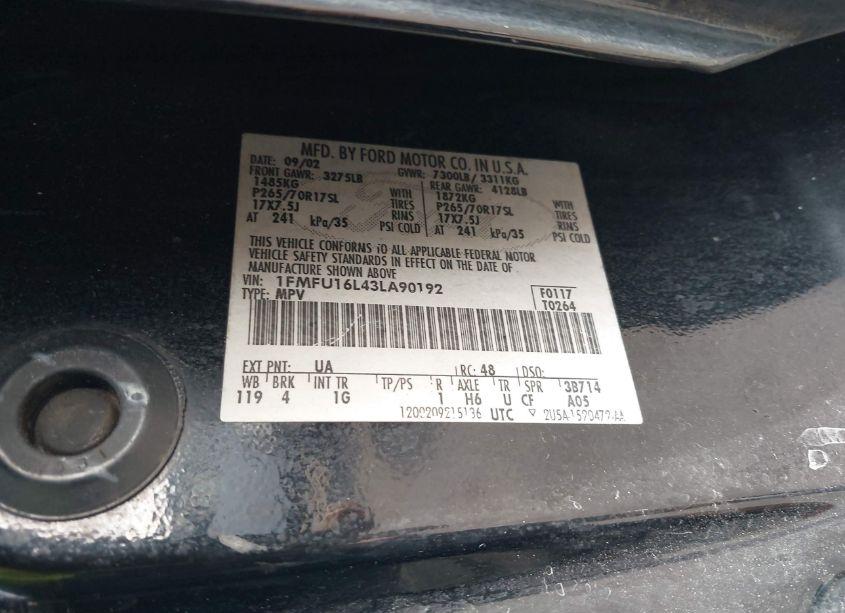 MFD. BY FORD MOTOR CO. IN U.S.A.
DATE: 09/02 GVWR: 7300LB/ 3311KG
FRONT GAWR: 3275LB REAR GAWR: 4128LB
1485KG WITH 1872KG WITH
P265/70R17SL TIRES P265/70R17SL TIRES
17X7.5J RIMS 17X7.5J RIMS
AT 241 kPa/35 PSI COLD AT 241 kPa/35 PSI COLD
THIS VEHICLE CONFORMS TO ALL APPLICABLE FEDERAL MOTOR
VEHICLE SAFETY STANDARDS IN EFFECT ON THE DATE OF
MANUFACTURE SHOWN ABOVE
VIN: 1FMFU16L43LA90192 F0117
TYPE: MPV T0264
EXT PNT: UA RC: 48 DSO:
WB BRK INT TR TP/PS R AXLE TR SPR 3B714
119 4 1G 1 H6 U CF A05
UTC